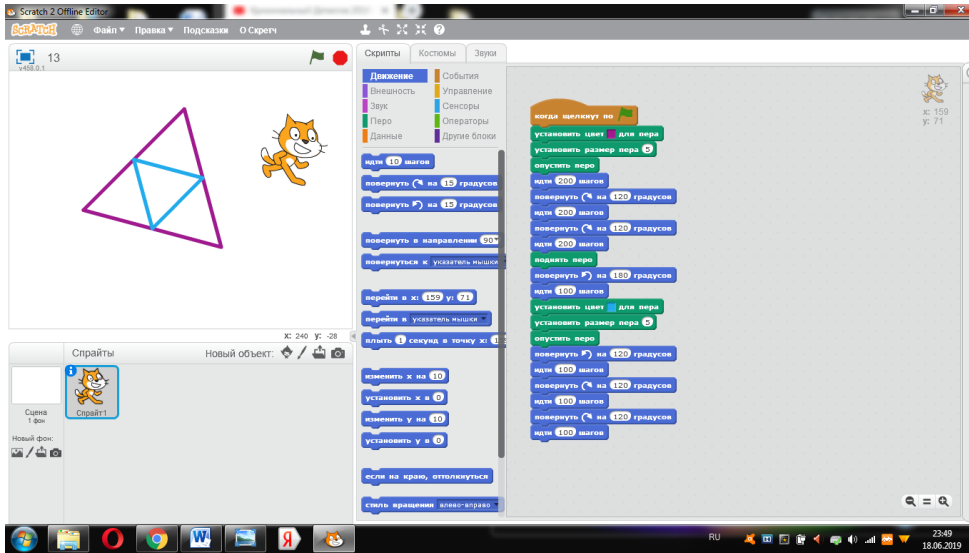 Scratch 2 Offline Editor
SCRATCH Файл Правка Подсказки О Скретч
13
v458.0.1
x: 240 y: -28
Спрайты
Новый объект:
Сцена
1 фон
Новый фон:
Спрайт1
Скрипты Костюмы Звуки
Движение События
Внешность Управление
Звук Сенсоры
Перо Операторы
Данные Другие блоки
идти 10 шагов
повернуть на 15 градусов
повернуть на 15 градусов
повернуть в направлении 90
повернуться к указатель мышки
перейти в x: 159 y: 71
перейти в указатель мышки
плыть 1 секунд в точку x:
изменить x на 10
установить x в 0
изменить y на 10
установить y в 0
если на краю, оттолкнуться
стиль вращения влево-вправо
когда щелкнут по
установить цвет для пера
установить размер пера 5
опустить перо
идти 200 шагов
повернуть на 120 градусов
идти 200 шагов
повернуть на 120 градусов
идти 200 шагов
поднять перо
повернуть на 180 градусов
идти 100 шагов
установить цвет для пера
установить размер пера 5
опустить перо
повернуть на 120 градусов
идти 100 шагов
повернуть на 120 градусов
идти 100 шагов
повернуть на 120 градусов
идти 100 шагов
x: 159
y: 71
RU
23:49
18.06.2019